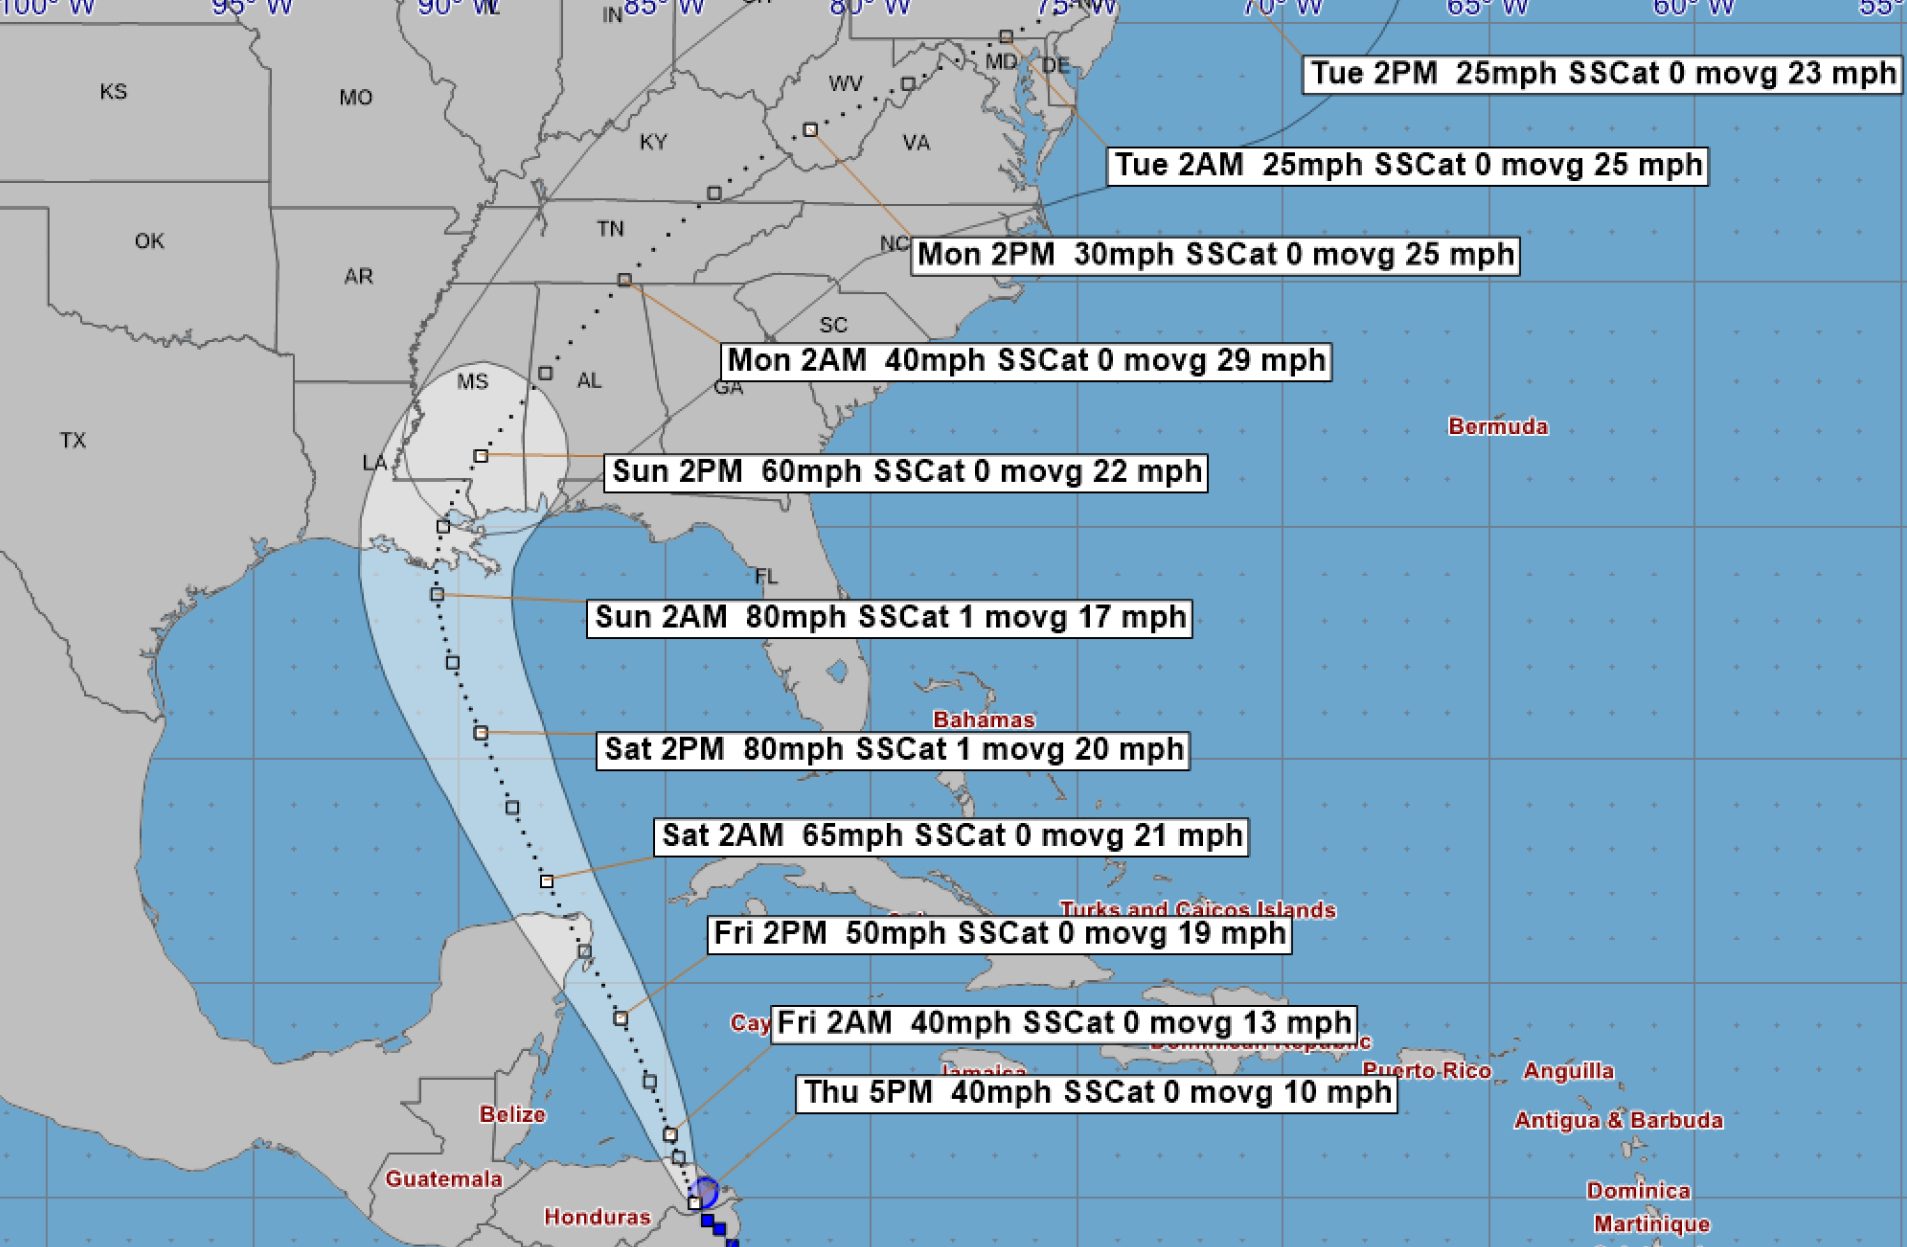 100° W 95° W 90° W 85° W 80° W 75° W 70° W 65° W 60° W 55°
IN
KS
MO
WV
MD
DE
KY
VA
OK
AR
TN
NC
SC
MS
AL
GA
TX
LA
FL
Tue 2PM 25mph SSCat 0 movg 23 mph
Tue 2AM 25mph SSCat 0 movg 25 mph
Mon 2PM 30mph SSCat 0 movg 25 mph
Mon 2AM 40mph SSCat 0 movg 29 mph
Bermuda
Sun 2PM 60mph SSCat 0 movg 22 mph
Sun 2AM 80mph SSCat 1 movg 17 mph
Bahamas
Sat 2PM 80mph SSCat 1 movg 20 mph
Sat 2AM 65mph SSCat 0 movg 21 mph
Turks and Caicos Islands
Fri 2PM 50mph SSCat 0 movg 19 mph
Cay
Fri 2AM 40mph SSCat 0 movg 13 mph
Dominican Republic
Jamaica
Puerto Rico
Anguilla
Thu 5PM 40mph SSCat 0 movg 10 mph
Belize
Antigua & Barbuda
Guatemala
Dominica
Honduras
Martinique